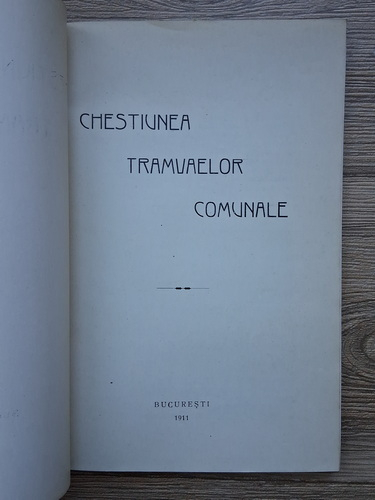 CHESTIUNEA
TRAMVAELOR
COMUNALE
BUCUREȘTI
1911